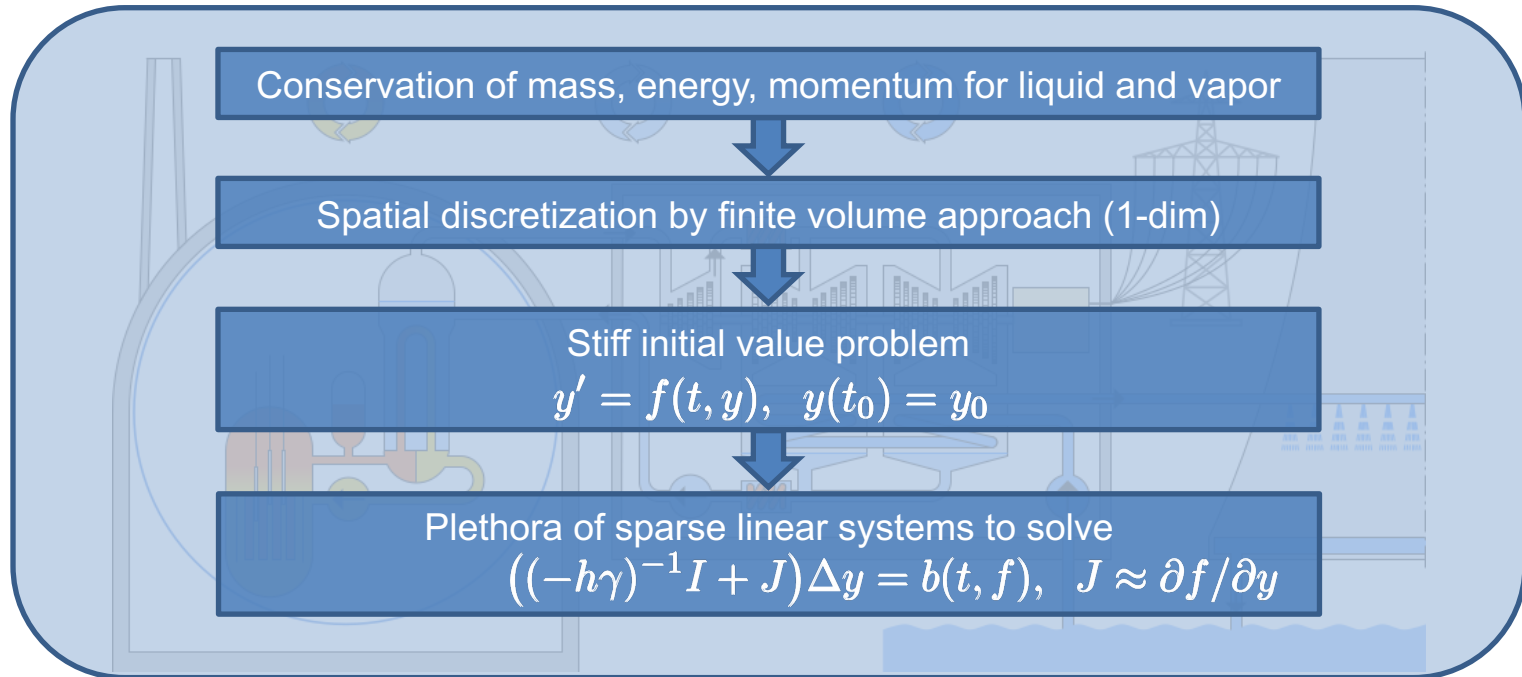 Conservation of mass, energy, momentum for liquid and vapor
Spatial discretization by finite volume approach (1-dim)
Stiff initial value problem
y′ = f(t, y),  y(t₀) = y₀
Plethora of sparse linear systems to solve
((−hγ)⁻¹I + J)Δy = b(t, f),  J ≈ ∂f/∂y